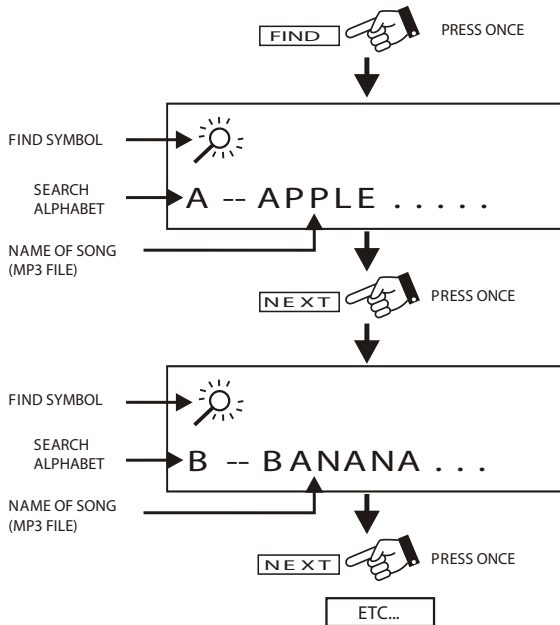 FIND PRESS ONCE
FIND SYMBOL
SEARCH
ALPHABET
A -- APPLE . . . . .
NAME OF SONG
(MP3 FILE)
NEXT PRESS ONCE
FIND SYMBOL
SEARCH
ALPHABET
B -- BANANA . . .
NAME OF SONG
(MP3 FILE)
NEXT PRESS ONCE
ETC...